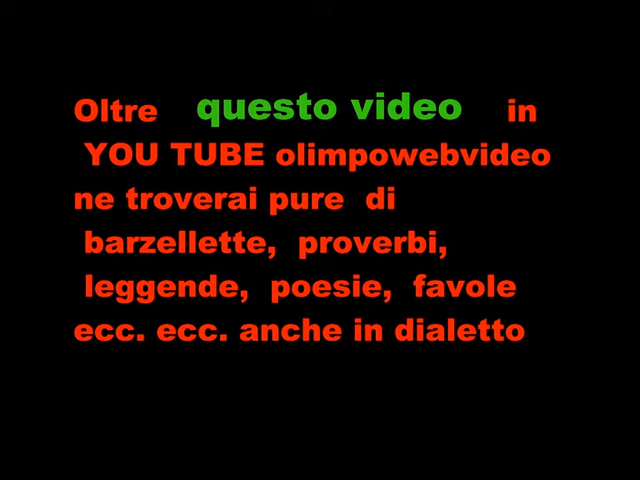 Oltre questo video in
YOU TUBE olimpowebvideo
ne troverai pure di
barzellette, proverbi,
leggende, poesie, favole
ecc. ecc. anche in dialetto